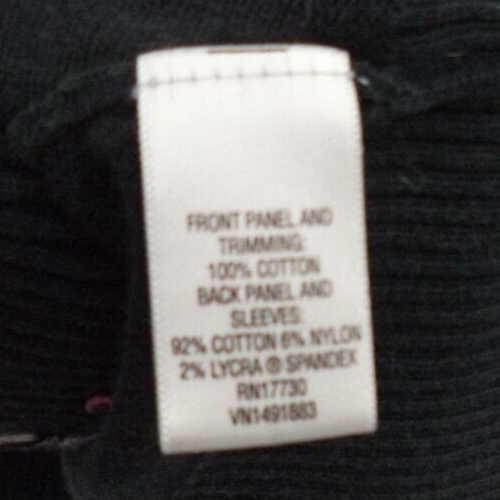 FRONT PANEL AND
TRIMMING:
100% COTTON
BACK PANEL AND
SLEEVES:
92% COTTON 6% NYLON
2% LYCRA ® SPANDEX
RN17730
VN1491883